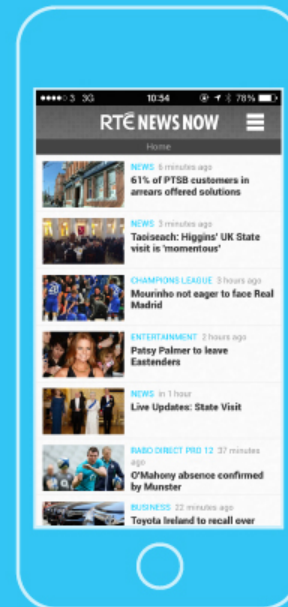 3 3G 10:54 78%
RTÉ NEWS NOW
Home
NEWS 6 minutes ago
61% of PTSB customers in
arrears offered solutions
NEWS 3 minutes ago
Taoiseach: Higgins' UK State
visit is 'momentous'
CHAMPIONS LEAGUE 3 hours ago
Mourinho not eager to face Real
Madrid
ENTERTAINMENT 2 hours ago
Patsy Palmer to leave
Eastenders
NEWS in 1 hour
Live Updates: State Visit
RABO DIRECT PRO 12 37 minutes
ago
O'Mahony absence confirmed
by Munster
BUSINESS 22 minutes ago
Toyota Ireland to recall over